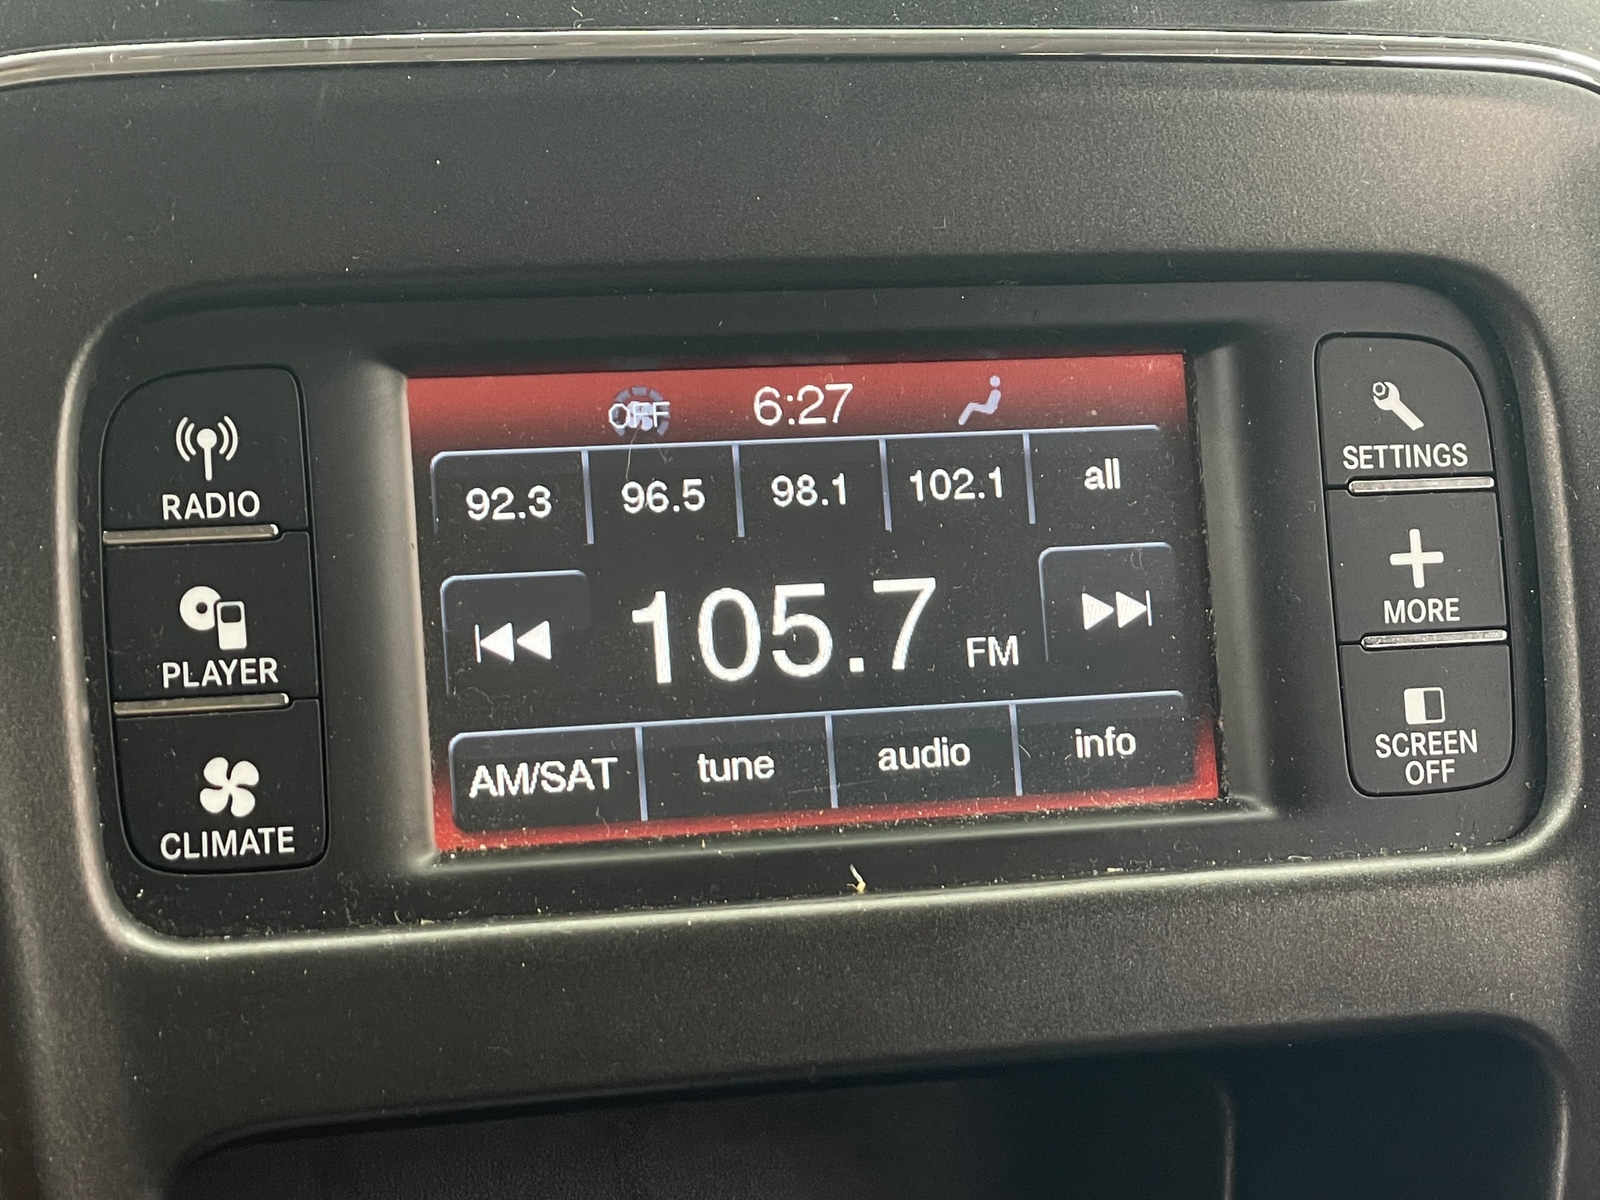 RADIO
PLAYER
CLIMATE
OFF 6:27
92.3 96.5 98.1 102.1 all
105.7 FM
AM/SAT tune audio info
SETTINGS
MORE
SCREEN
OFF